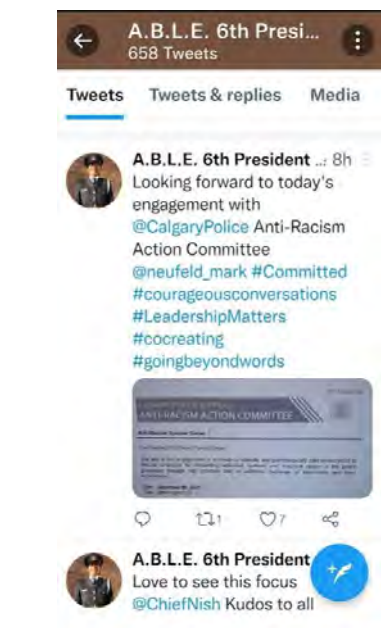 A.B.L.E. 6th Presi...
658 Tweets
Tweets Tweets & replies Media
A.B.L.E. 6th President ... 8h
Looking forward to today's
engagement with
@CalgaryPolice Anti-Racism
Action Committee
@neufeld_mark #Committed
#courageousconversations
#LeadershipMatters
#cocreating
#goingbeyondwords
ANTI-RACISM ACTION COMMITTEE
1 7
A.B.L.E. 6th President
Love to see this focus
@ChiefNish Kudos to all